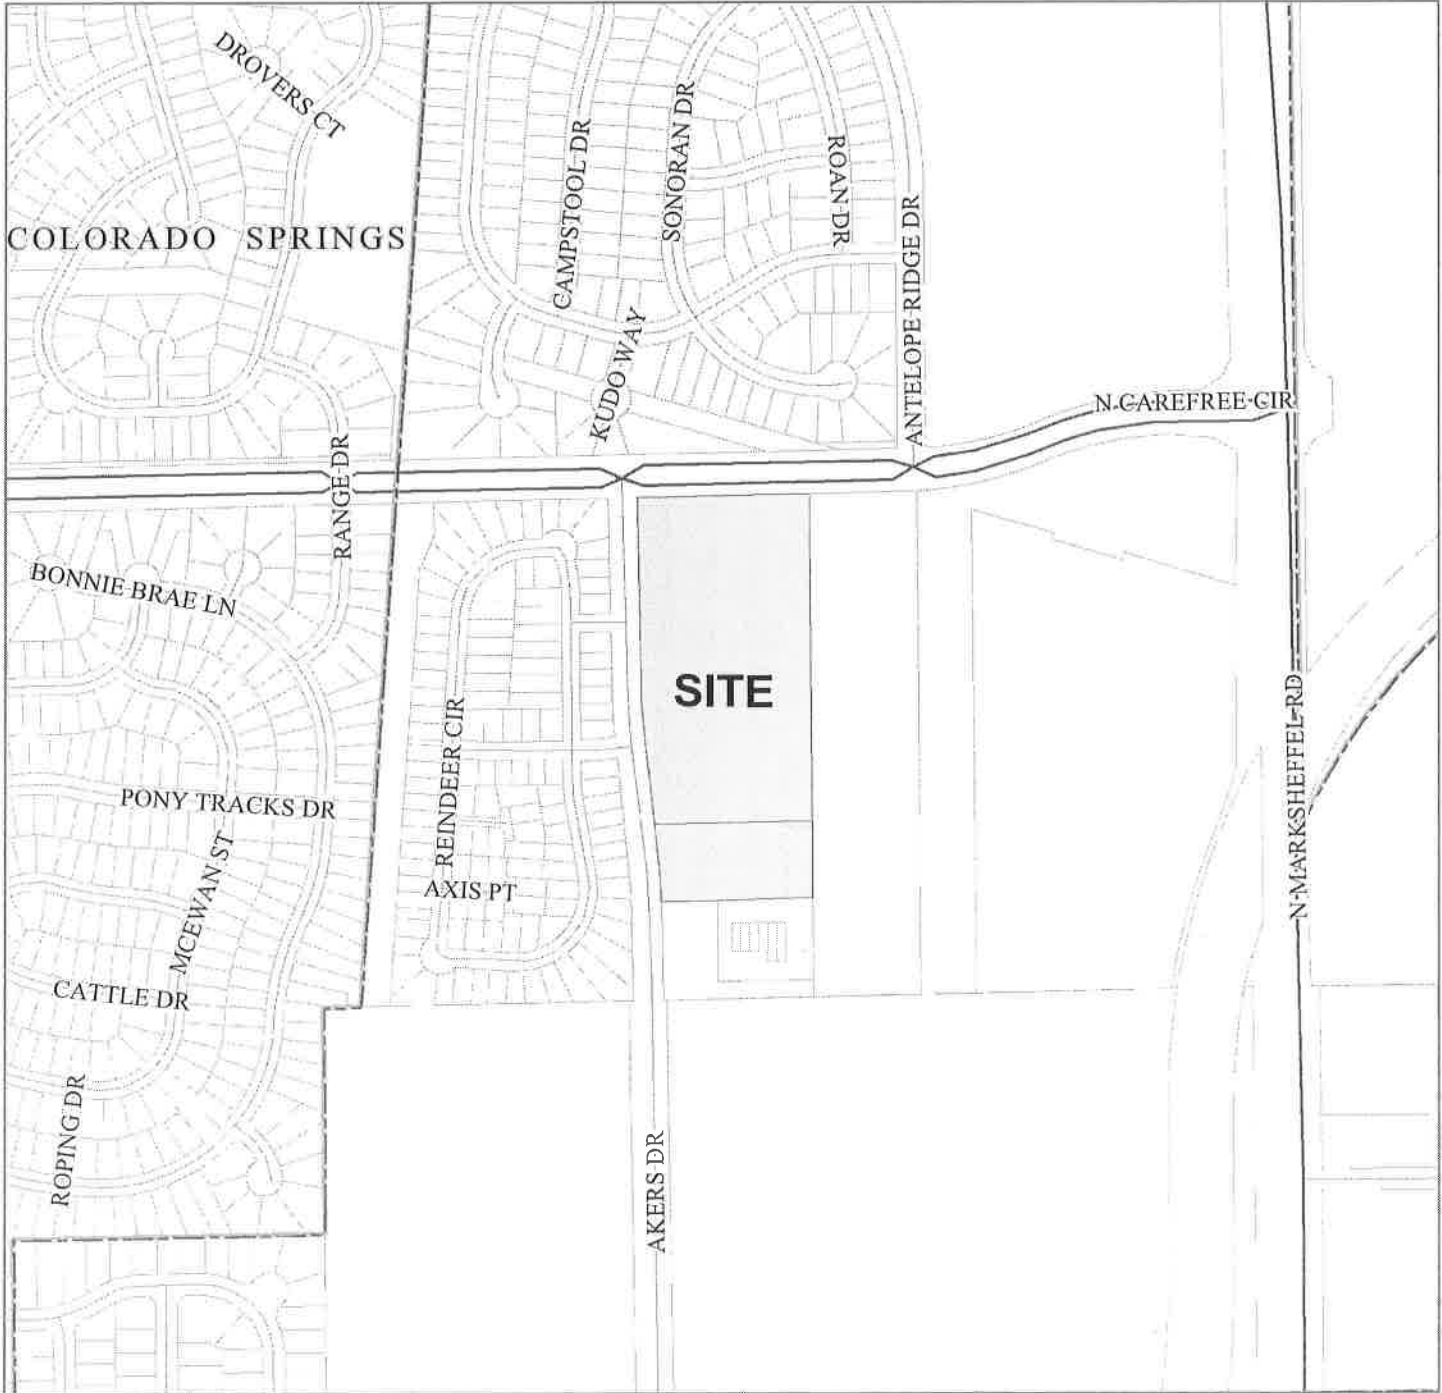 DROVERS CT
CAMPSTOOL DR
SONORAN DR
ROAN DR
ANTELOPE RIDGE DR
COLORADO SPRINGS
KUDO WAY
N CAREFREE CIR
RANGE DR
BONNIE BRAE LN
SITE
REINDEER CIR
N MARKSHEFFEL RD
PONY TRACKS DR
MCEWAN ST
AXIS PT
CATTLE DR
ROPING DR
AKERS DR